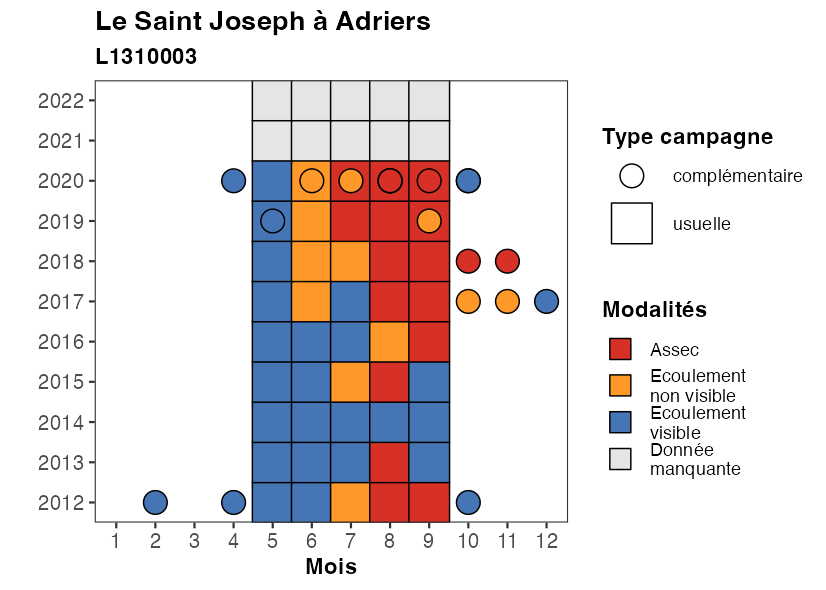 Le Saint Joseph à Adriers
L1310003
2022
2021
2020
2019
2018
2017
2016
2015
2014
2013
2012
1 2 3 4 5 6 7 8 9 10 11 12
Mois
Type campagne
complémentaire
usuelle
Modalités
Assec
Ecoulement
non visible
Ecoulement
visible
Donnée
manquante